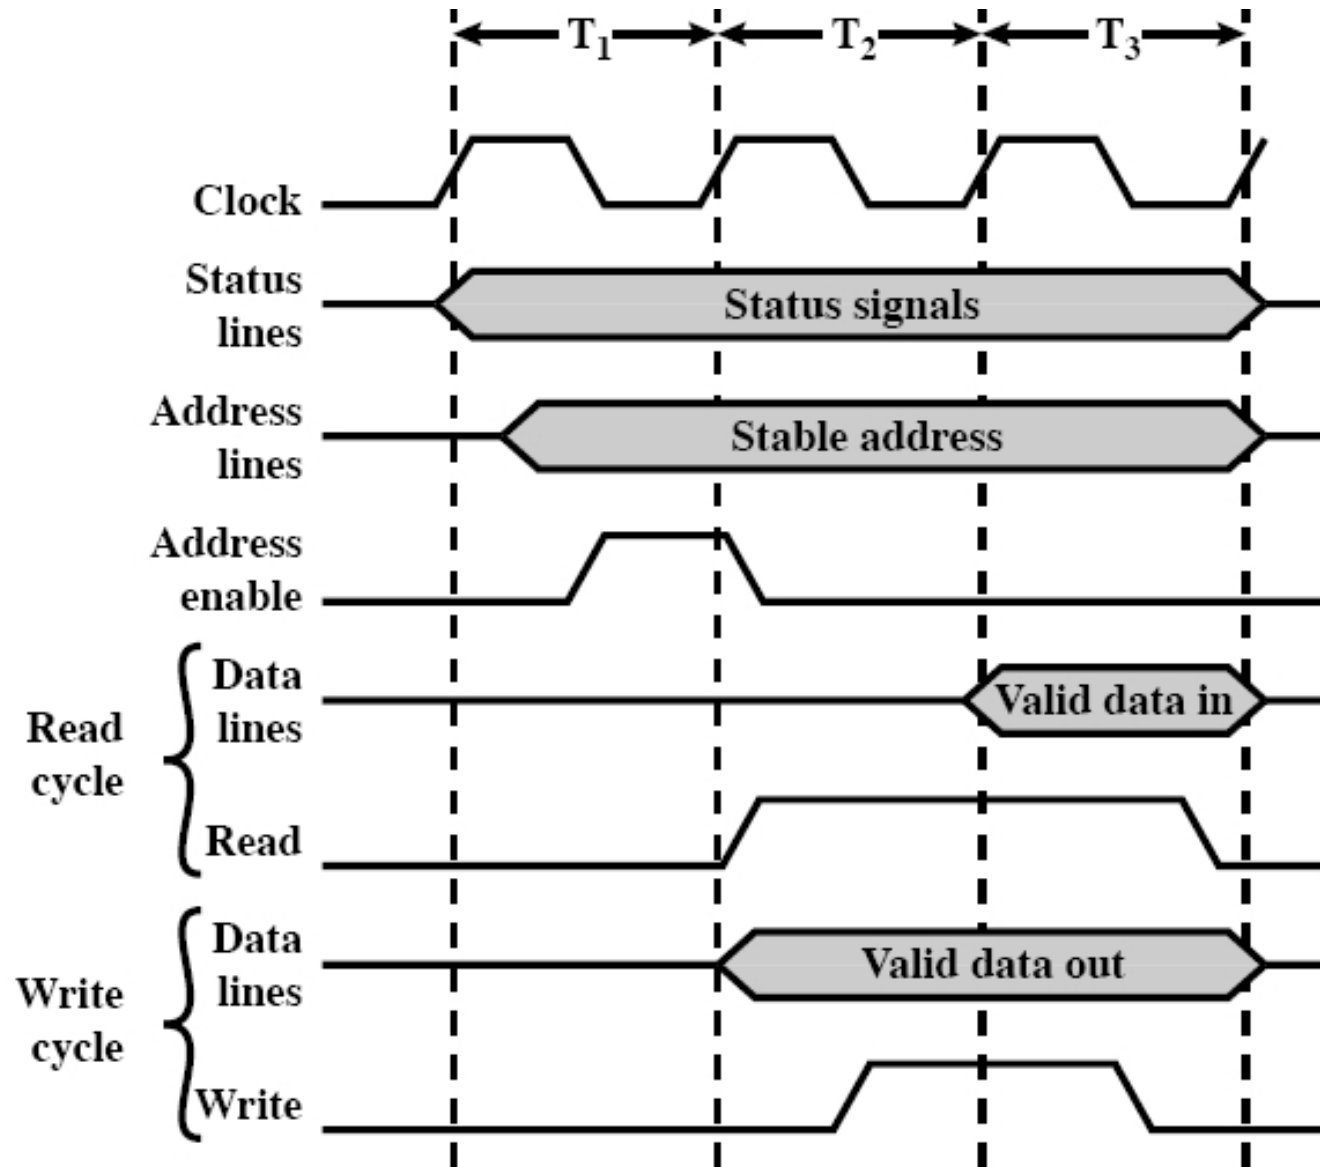 T1 T2 T3
Clock
Status
lines
Status signals
Address
lines
Stable address
Address
enable
Read
cycle
Data
lines
Valid data in
Read
Write
cycle
Data
lines
Valid data out
Write